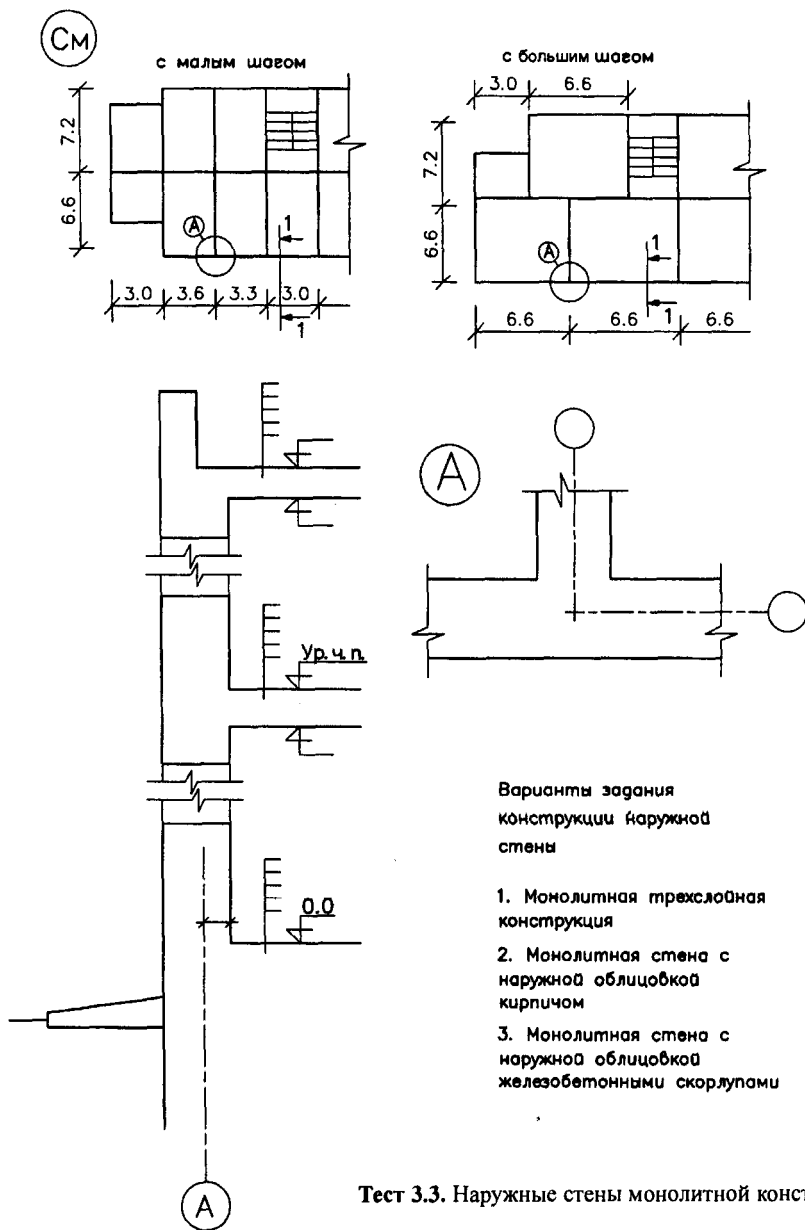 См
с малым шагом
7.2
6.6
А
1
1
3.0 3.6 3.3 3.0
с большим шагом
3.0 6.6
7.2
6.6
А
1
1
6.6 6.6 6.6
А
Ур. ч. п.
0.0
А
Варианты задания
конструкции наружной
стены
1. Монолитная трехслойная
конструкция
2. Монолитная стена с
наружной облицовкой
кирпичом
3. Монолитная стена с
наружной облицовкой
железобетонными скорлупами
Тест 3.3. Наружные стены монолитной конст